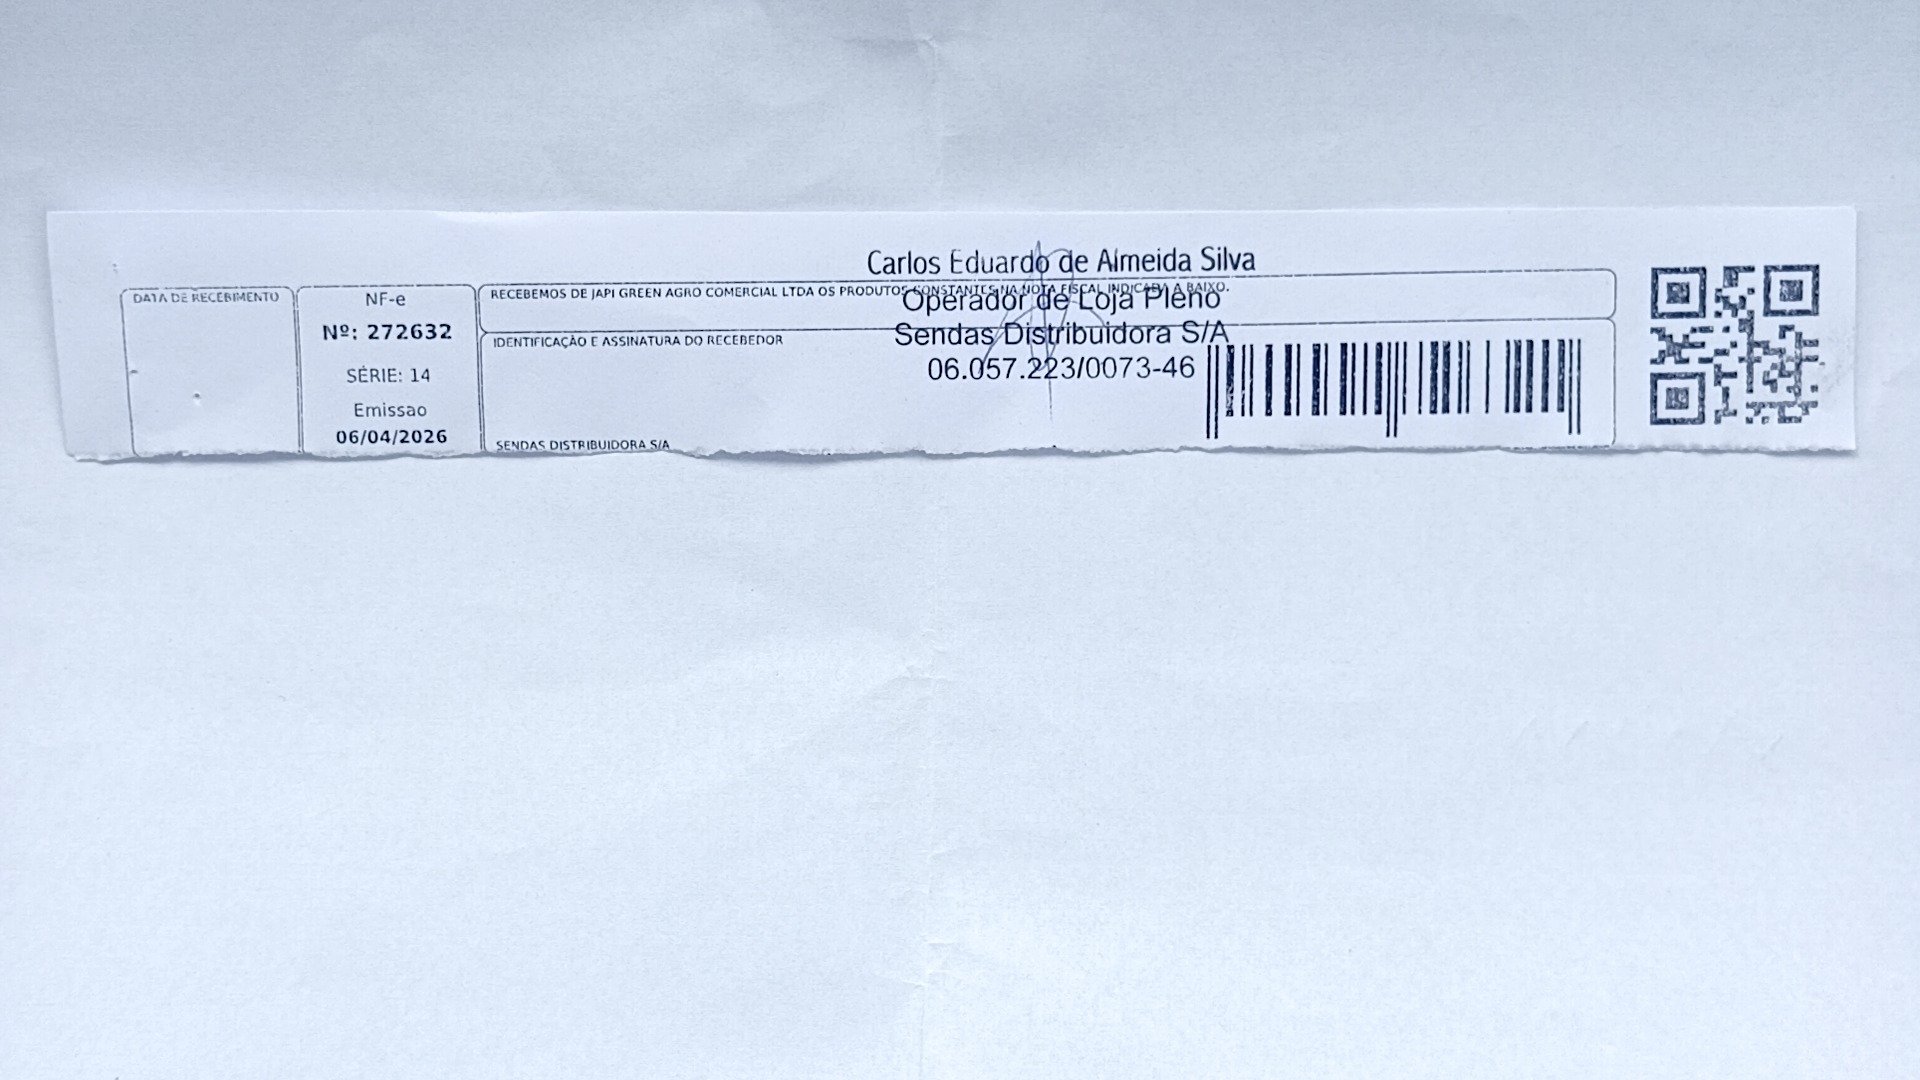 Carlos Eduardo de Almeida Silva
DATA DE RECEBIMENTO
NF-e
Nº: 272632
SÉRIE: 14
Emissao
06/04/2026
RECEBEMOS DE JAPI GREEN AGRO COMERCIAL LTDA OS PRODUTOS CONSTANTES NA NOTA FISCAL INDICADA A BAIXO.
Operador de Loja Pleno
IDENTIFICAÇÃO E ASSINATURA DO RECEBEDOR
Sendas Distribuidora S/A
06.057.223/0073-46
SENDAS DISTRIBUIDORA S/A